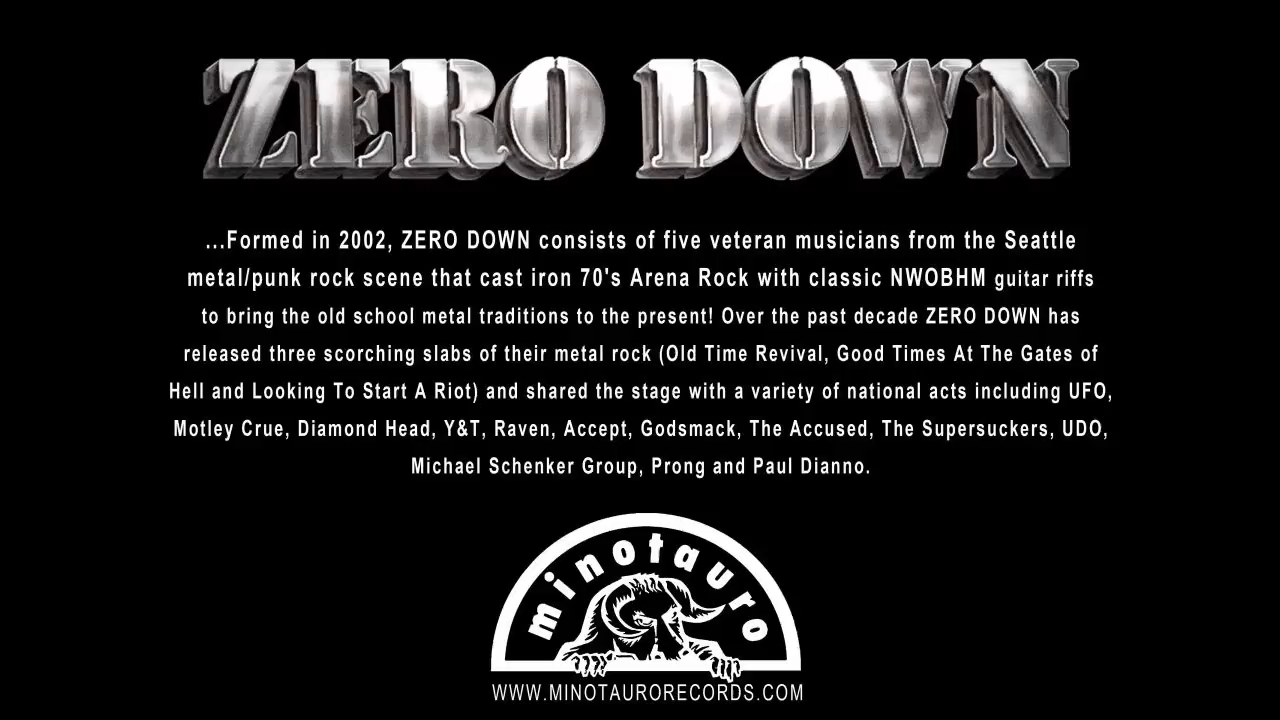 ZERO DOWN
...Formed in 2002, ZERO DOWN consists of five veteran musicians from the Seattle
metal/punk rock scene that cast iron 70's Arena Rock with classic NWOBHM guitar riffs
to bring the old school metal traditions to the present! Over the past decade ZERO DOWN has
released three scorching slabs of their metal rock (Old Time Revival, Good Times At The Gates of
Hell and Looking To Start A Riot) and shared the stage with a variety of national acts including UFO,
Motley Crue, Diamond Head, Y&T, Raven, Accept, Godsmack, The Accused, The Supersuckers, UDO,
Michael Schenker Group, Prong and Paul Dianno.
minotauro
WWW.MINOTAURORECORDS.COM